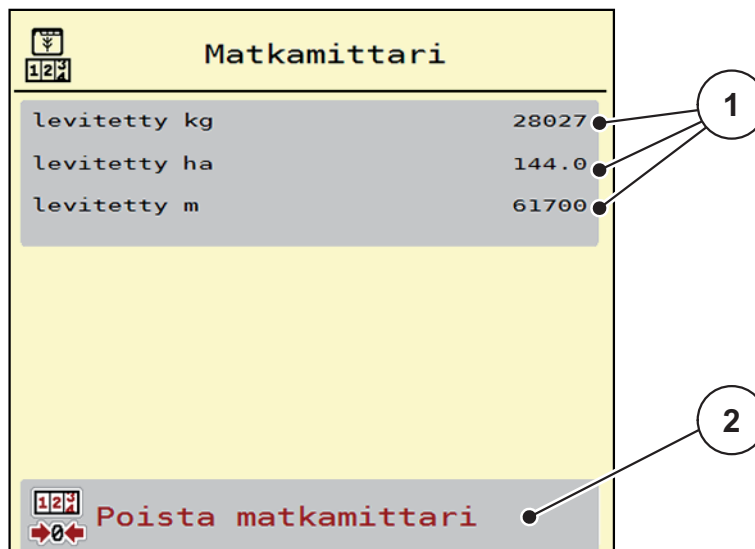 Matkamittari
levitetty kg 28027
levitetty ha 144.0
levitetty m 61700
1
2
Poista matkamittari